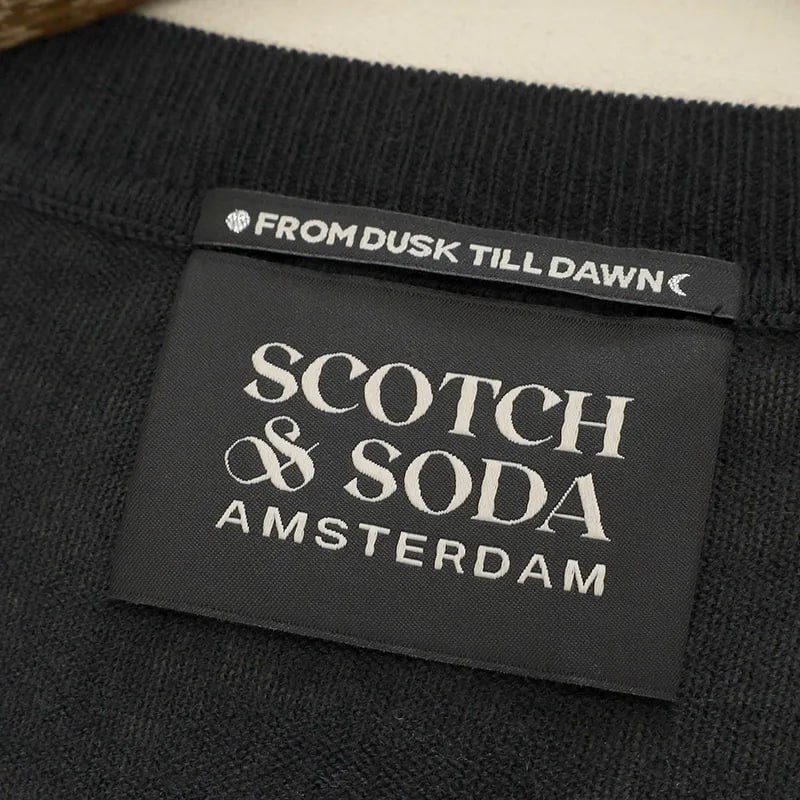 FROM DUSK TILL DAWN
SCOTCH
& SODA
AMSTERDAM